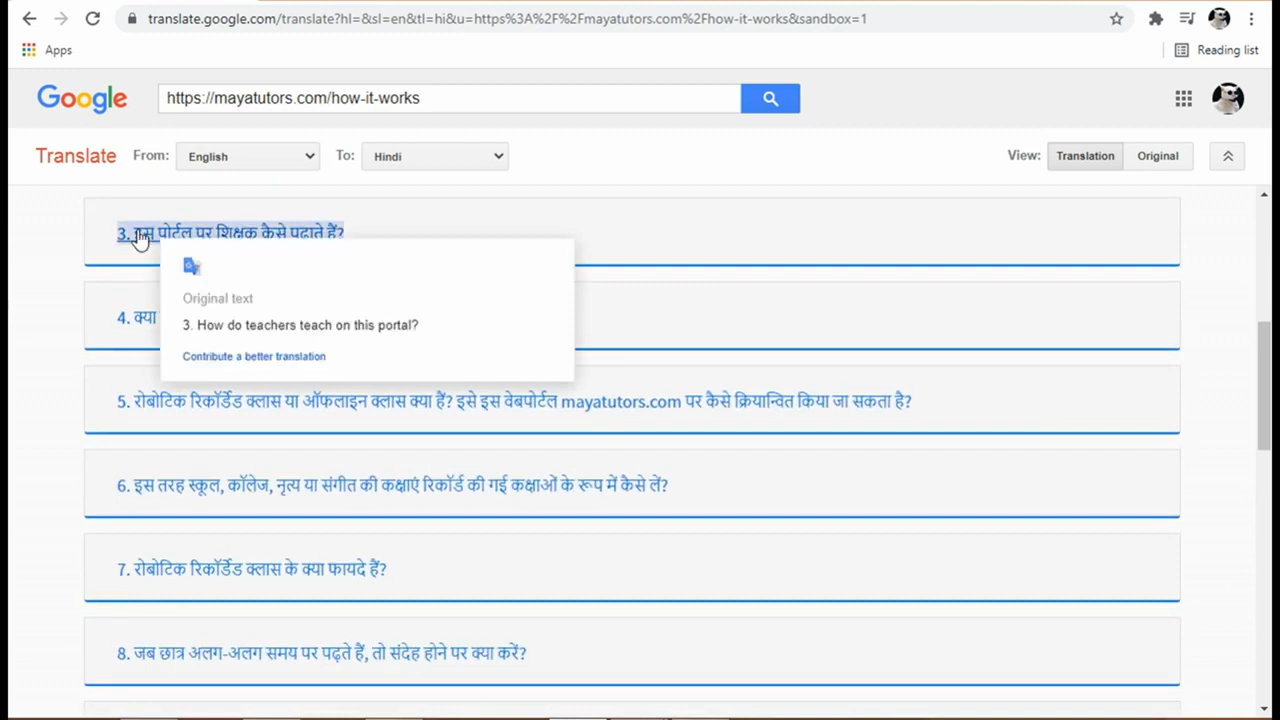 translate.google.com/translate?hl=&sl=en&tl=hi&u=https%3A%2F%2Fmayatutors.com%2Fhow-it-works&sandbox=1
Apps
Reading list
Google
https://mayatutors.com/how-it-works
Translate From: English To: Hindi View: Translation Original
3. इस पोर्टल पर शिक्षक कैसे पढ़ाते हैं?
Original text
3. How do teachers teach on this portal?
Contribute a better translation
4. क्या
5. रोबोटिक रिकॉर्डेड क्लास या ऑफलाइन क्लास क्या हैं? इसे इस वेबपोर्टल mayatutors.com पर कैसे क्रियान्वित किया जा सकता है?
6. इस तरह स्कूल, कॉलेज, नृत्य या संगीत की कक्षाएं रिकॉर्ड की गई कक्षाओं के रूप में कैसे लें?
7. रोबोटिक रिकॉर्डेड क्लास के क्या फायदे हैं?
8. जब छात्र अलग-अलग समय पर पढ़ते हैं, तो संदेह होने पर क्या करें?